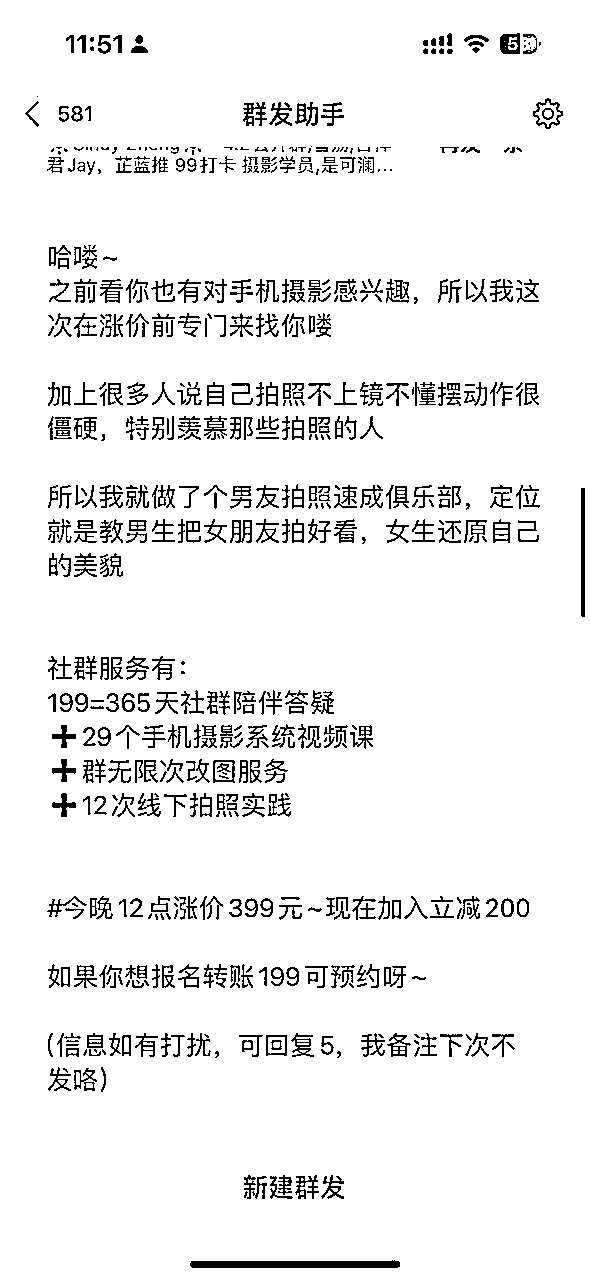 11:51
5
581
群发助手
君Jay，芷蓝推 99打卡 摄影学员,是可澜...
哈喽~
之前看你也有对手机摄影感兴趣，所以我这
次在涨价前专门来找你喽
加上很多人说自己拍照不上镜不懂摆动作很
僵硬，特别羡慕那些拍照的人
所以我就做了个男友拍照速成俱乐部，定位
就是教男生把女朋友拍好看，女生还原自己
的美貌
社群服务有：
199=365天社群陪伴答疑
➕29个手机摄影系统视频课
➕群无限次改图服务
➕12次线下拍照实践
#今晚12点涨价399元~现在加入立减200
如果你想报名转账199可预约呀~
(信息如有打扰，可回复5，我备注下次不
发咯)
新建群发